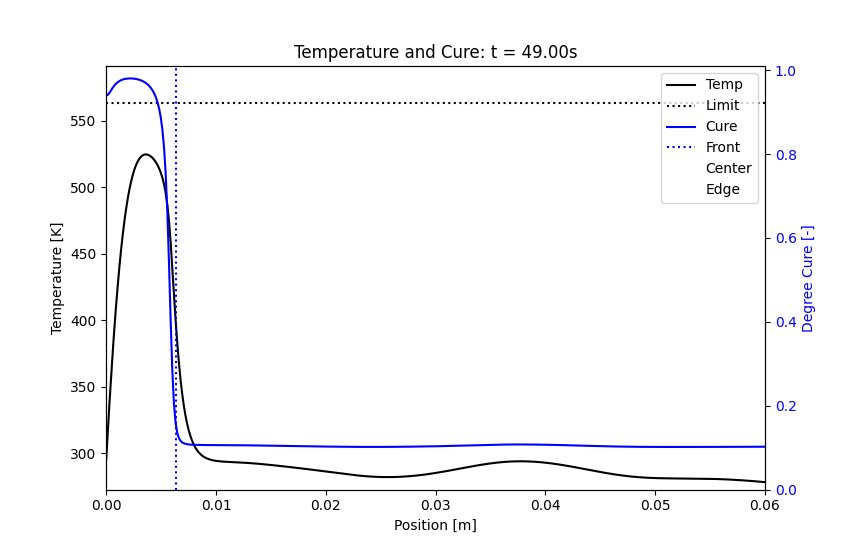 Temperature and Cure: t = 49.00s
Temperature [K]
550
500
450
400
350
300
0.00
0.01
0.02
0.03
0.04
0.05
0.06
Position [m]
1.0
0.8
0.6
0.4
0.2
0.0
Degree Cure [-]
Temp
Limit
Cure
Front
Center
Edge